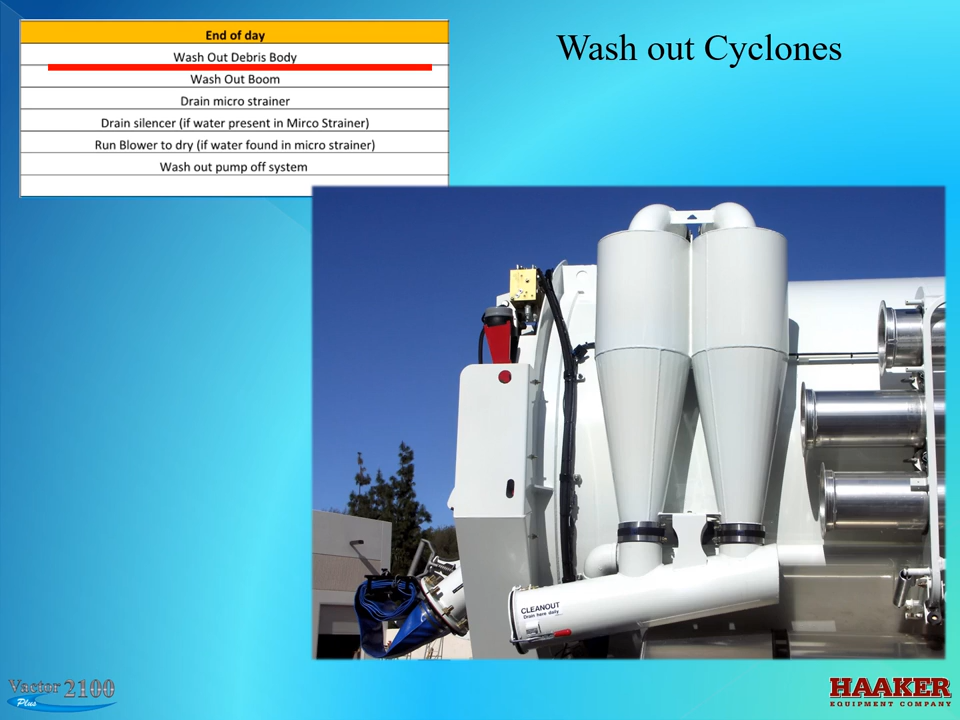 End of day
Wash Out Debris Body
Wash Out Boom
Drain micro strainer
Drain silencer (if water present in Mirco Strainer)
Run Blower to dry (if water found in micro strainer)
Wash out pump off system
Wash out Cyclones
CLEANOUT
Drain here daily
Vactor 2100
Plus
HAAKER
EQUIPMENT COMPANY